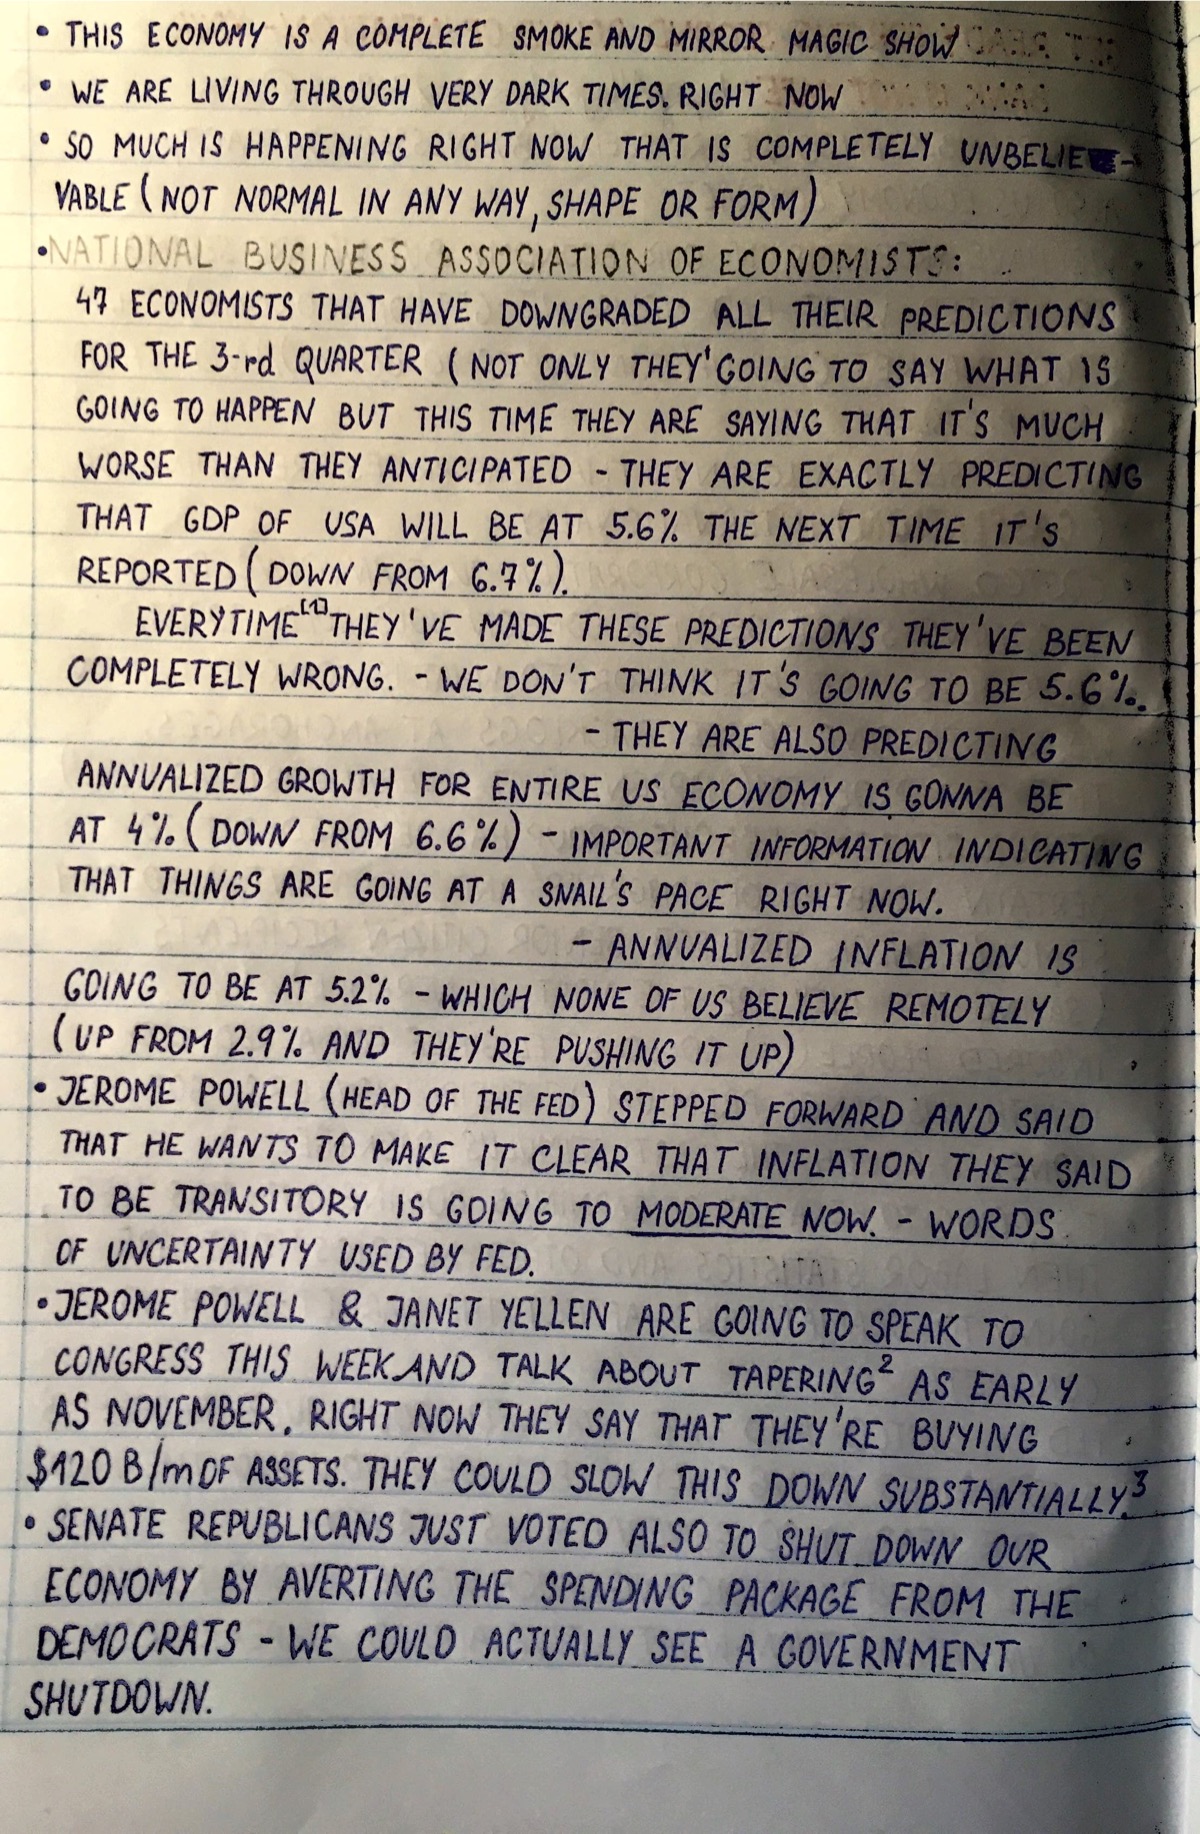 • THIS ECONOMY IS A COMPLETE SMOKE AND MIRROR MAGIC SHOW
• WE ARE LIVING THROUGH VERY DARK TIMES. RIGHT NOW
• SO MUCH IS HAPPENING RIGHT NOW THAT IS COMPLETELY UNBELIE-
VABLE (NOT NORMAL IN ANY WAY, SHAPE OR FORM)
• NATIONAL BUSINESS ASSOCIATION OF ECONOMISTS:
47 ECONOMISTS THAT HAVE DOWNGRADED ALL THEIR PREDICTIONS
FOR THE 3-rd QUARTER (NOT ONLY THEY' GOING TO SAY WHAT IS
GOING TO HAPPEN BUT THIS TIME THEY ARE SAYING THAT IT'S MUCH
WORSE THAN THEY ANTICIPATED - THEY ARE EXACTLY PREDICTING
THAT GDP OF USA WILL BE AT 5.6% THE NEXT TIME IT'S
REPORTED (DOWN FROM 6.7%).
EVERYTIME[1] THEY'VE MADE THESE PREDICTIONS THEY'VE BEEN
COMPLETELY WRONG. - WE DON'T THINK IT'S GOING TO BE 5.6%.
- THEY ARE ALSO PREDICTING
ANNUALIZED GROWTH FOR ENTIRE US ECONOMY IS GONNA BE
AT 4% (DOWN FROM 6.6%) - IMPORTANT INFORMATION INDICATING
THAT THINGS ARE GOING AT A SNAIL'S PACE RIGHT NOW.
- ANNUALIZED INFLATION IS
GOING TO BE AT 5.2% - WHICH NONE OF US BELIEVE REMOTELY
(UP FROM 2.9% AND THEY'RE PUSHING IT UP)
• JEROME POWELL (HEAD OF THE FED) STEPPED FORWARD AND SAID
THAT HE WANTS TO MAKE IT CLEAR THAT INFLATION THEY SAID
TO BE TRANSITORY IS GOING TO MODERATE NOW. - WORDS
OF UNCERTAINTY USED BY FED.
• JEROME POWELL & JANET YELLEN ARE GOING TO SPEAK TO
CONGRESS THIS WEEK AND TALK ABOUT TAPERING² AS EARLY
AS NOVEMBER. RIGHT NOW THEY SAY THAT THEY'RE BUYING
$120 B/m OF ASSETS. THEY COULD SLOW THIS DOWN SUBSTANTIALLY.³
• SENATE REPUBLICANS JUST VOTED ALSO TO SHUT DOWN OUR
ECONOMY BY AVERTING THE SPENDING PACKAGE FROM THE
DEMOCRATS - WE COULD ACTUALLY SEE A GOVERNMENT
SHUTDOWN.